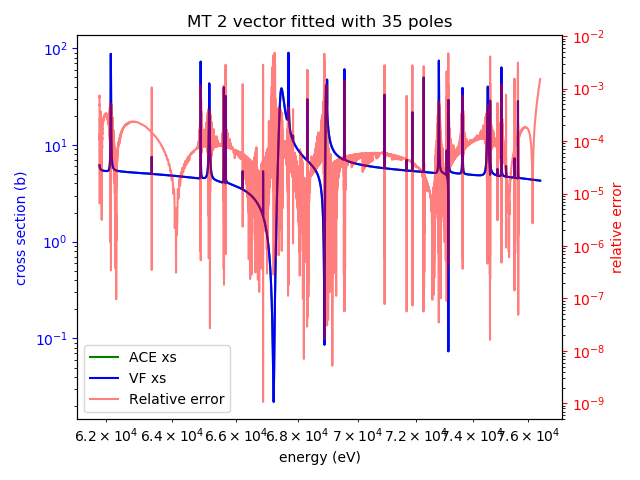 MT 2 vector fitted with 35 poles
10²
10¹
10⁰
10⁻¹
cross section (b)
10⁻²
10⁻³
10⁻⁴
10⁻⁵
10⁻⁶
10⁻⁷
10⁻⁸
10⁻⁹
relative error
ACE xs
VF xs
Relative error
6.2 × 10⁴ 6.4 × 10⁴ 6.6 × 10⁴ 6.8 × 10⁴ 7 × 10⁴ 7.2 × 10⁴ 7.4 × 10⁴ 7.6 × 10⁴
energy (eV)